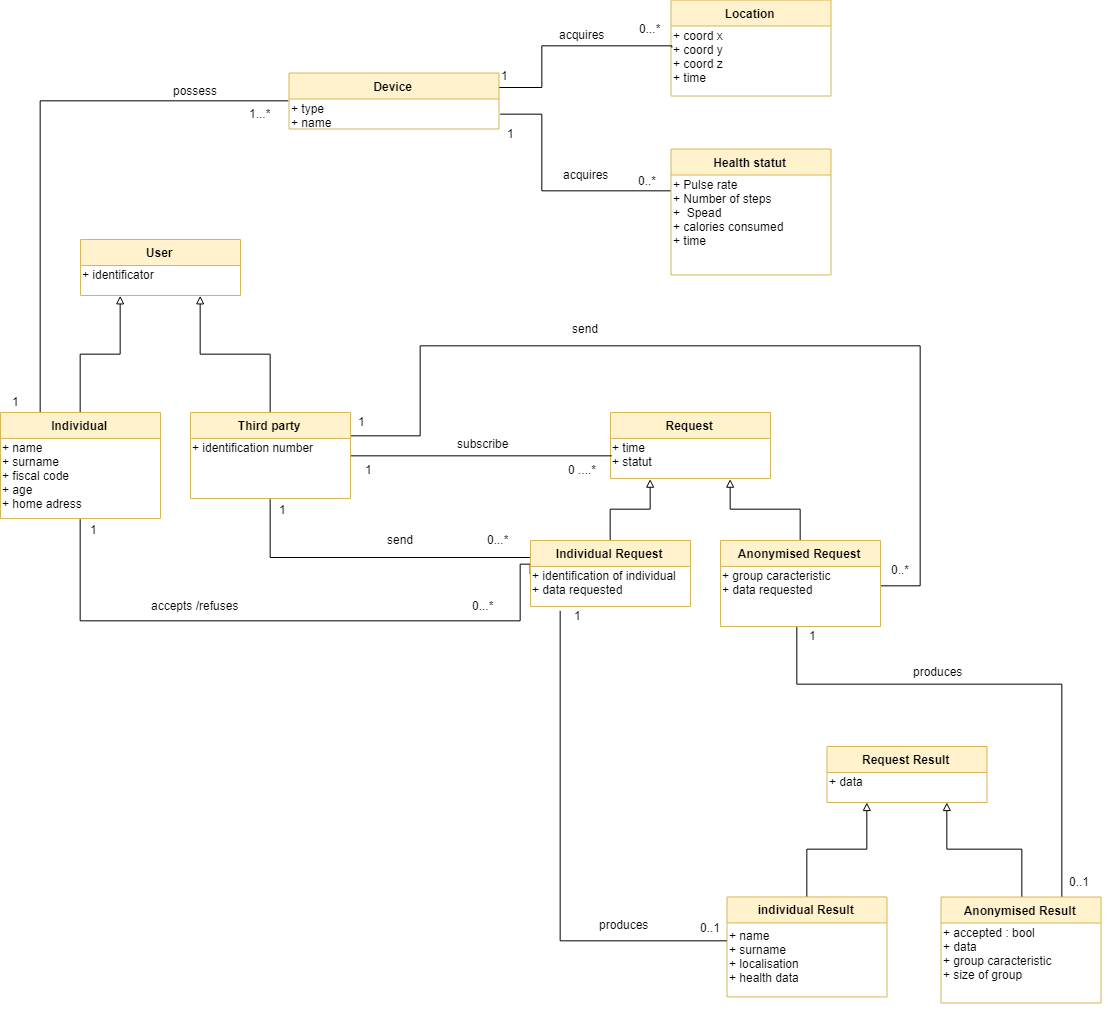 Location
+ coord x
+ coord y
+ coord z
+ time
acquires
0...*
1
Device
+ type
+ name
possess
1...*
1
acquires
0..*
Health statut
+ Pulse rate
+ Number of steps
+ Spead
+ calories consumed
+ time
User
+ identificator
send
1
Individual
+ name
+ surname
+ fiscal code
+ age
+ home adress
Third party
+ identification number
1
subscribe
1
0 ....*
Request
+ time
+ statut
1
1
send
0...*
Individual Request
+ identification of individual
+ data requested
Anonymised Request
+ group caracteristic
+ data requested
0..*
accepts /refuses
0...*
1
1
produces
Request Result
+ data
0..1
produces
0..1
individual Result
+ name
+ surname
+ localisation
+ health data
Anonymised Result
+ accepted : bool
+ data
+ group caracteristic
+ size of group